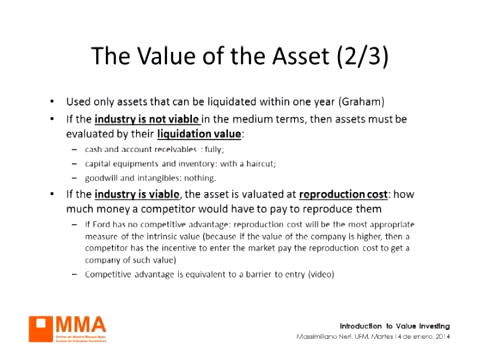 The Value of the Asset (2/3)
• Used only assets that can be liquidated within one year (Graham)
• If the industry is not viable in the medium terms, then assets must be
evaluated by their liquidation value:
– cash and account receivables : fully;
– capital equipments and inventory: with a haircut;
– goodwill and intangibles: nothing.
• If the industry is viable, the asset is valuated at reproduction cost: how
much money a competitor would have to pay to reproduce them
– If Ford has no competitive advantage: reproduction cost will be the most appropriate
measure of the intrinsic value (because if the value of the company is higher, then a
competitor has the incentive to enter the market pay the reproduction cost to get a
company of such value)
– Competitive advantage is equivalent to a barrier to entry (video)
MMA
Introduction to Value Investing
Massimiliano Neri, UFM, Martes 14 de enero, 2014